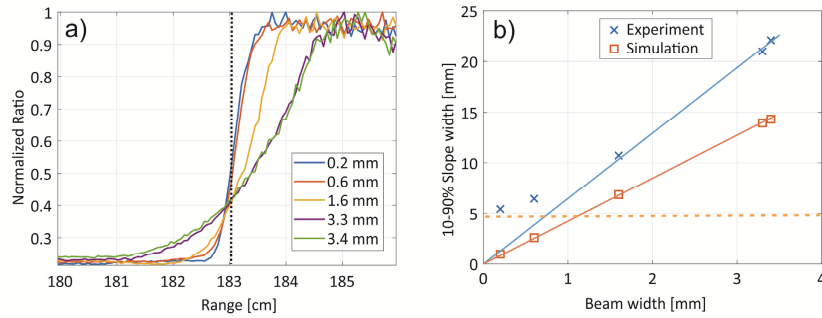 a)
1
0.9
0.8
0.7
0.6
0.5
0.4
0.3
Normalized Ratio
0.2 mm
0.6 mm
1.6 mm
3.3 mm
3.4 mm
180 181 182 183 184 185
Range [cm]
b)
Experiment
Simulation
25
20
15
10
5
0
10-90% Slope width [mm]
0 1 2 3 4
Beam width [mm]